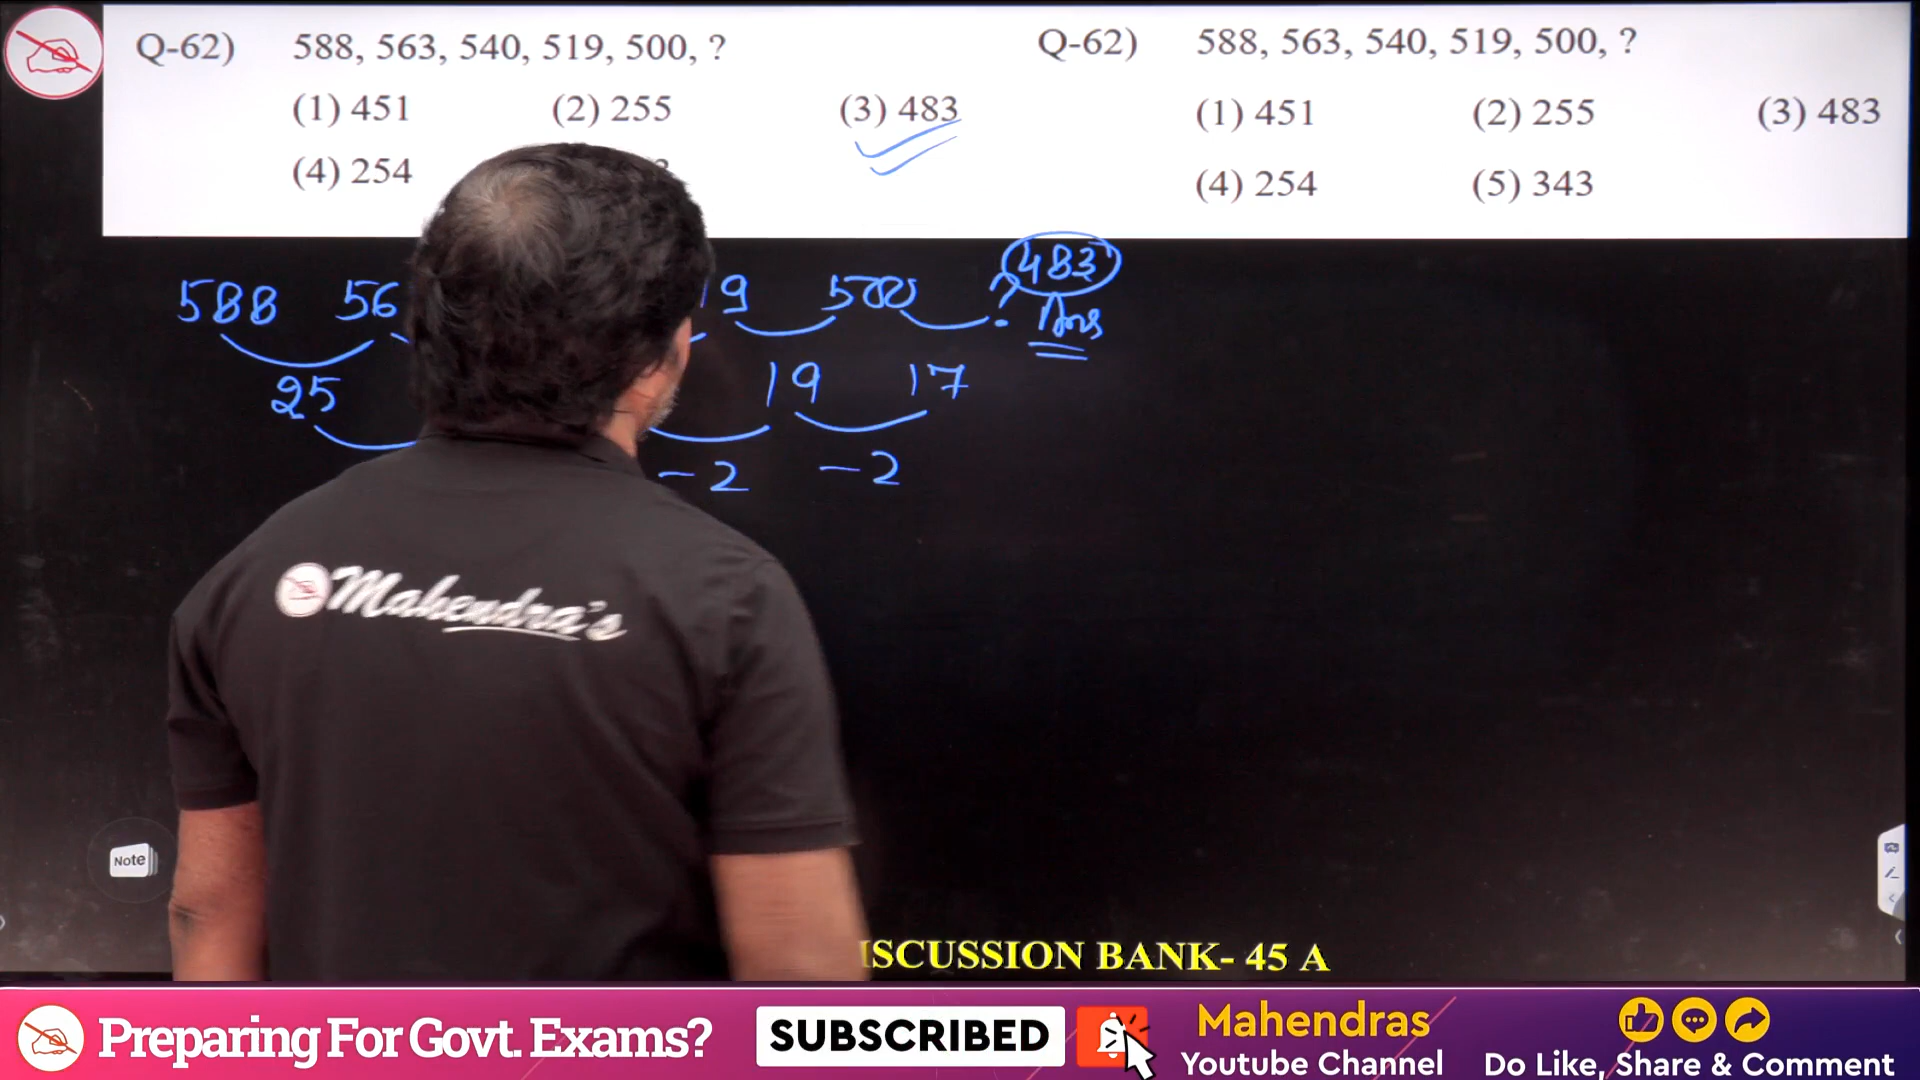 Q-62) 588, 563, 540, 519, 500, ?
(1) 451 (2) 255 (3) 483
(4) 254
Q-62) 588, 563, 540, 519, 500, ?
(1) 451 (2) 255 (3) 483
(4) 254 (5) 343
588 56 19 500 ? 483
Ans
25 19 17
-2 -2
Mahendra's
Note
ISCUSSION BANK- 45 A
Preparing For Govt. Exams?
SUBSCRIBED
Mahendras
Youtube Channel
Do Like, Share & Comment